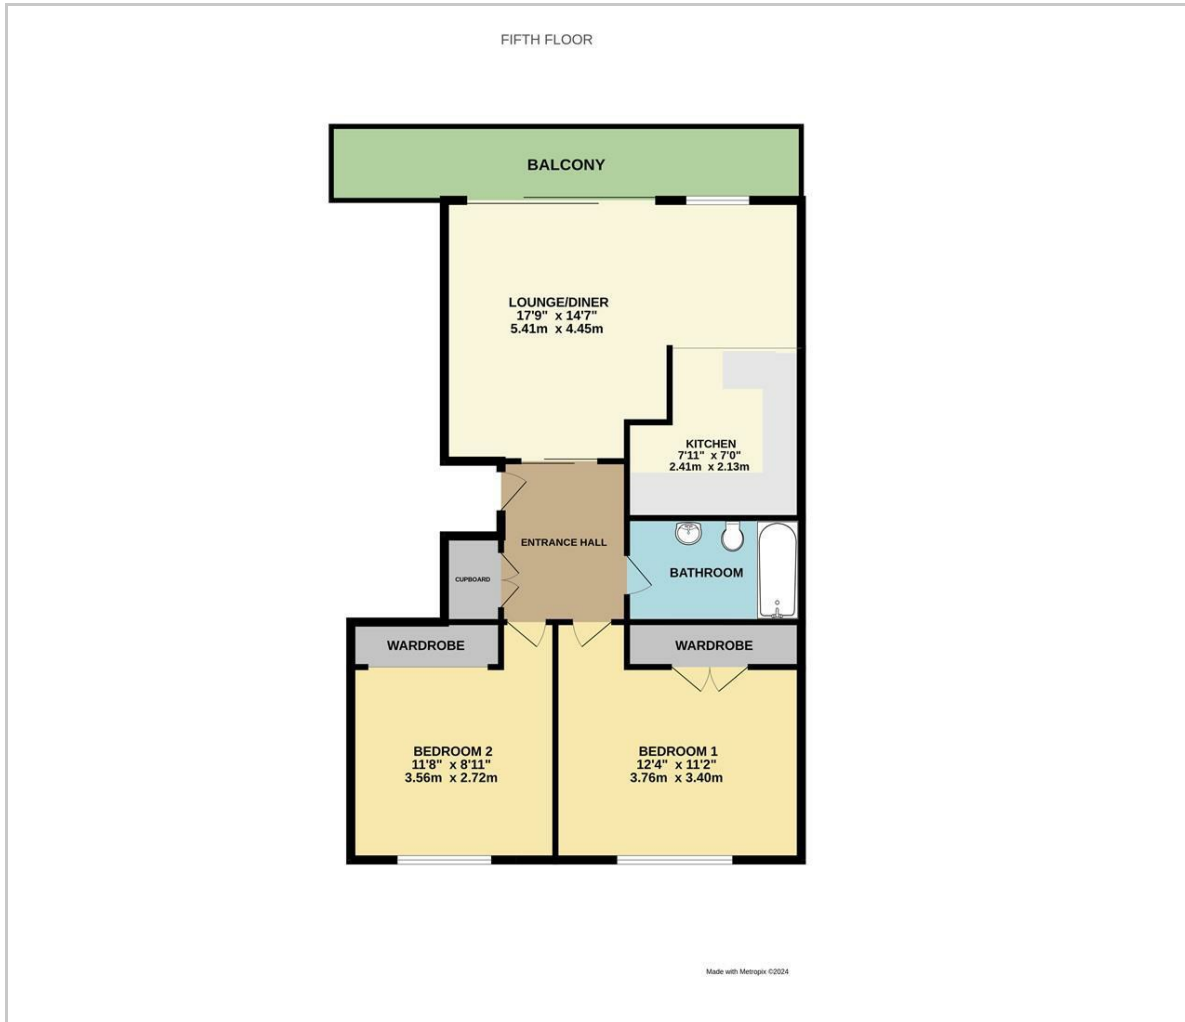 FIFTH FLOOR
BALCONY
LOUNGE/DINER
17'9" x 14'7"
5.41m x 4.45m
KITCHEN
7'11" x 7'0"
2.41m x 2.13m
ENTRANCE HALL
BATHROOM
CUPBOARD
WARDROBE
WARDROBE
BEDROOM 2
11'8" x 8'11"
3.56m x 2.72m
BEDROOM 1
12'4" x 11'2"
3.76m x 3.40m
Made with Metropix ©2024